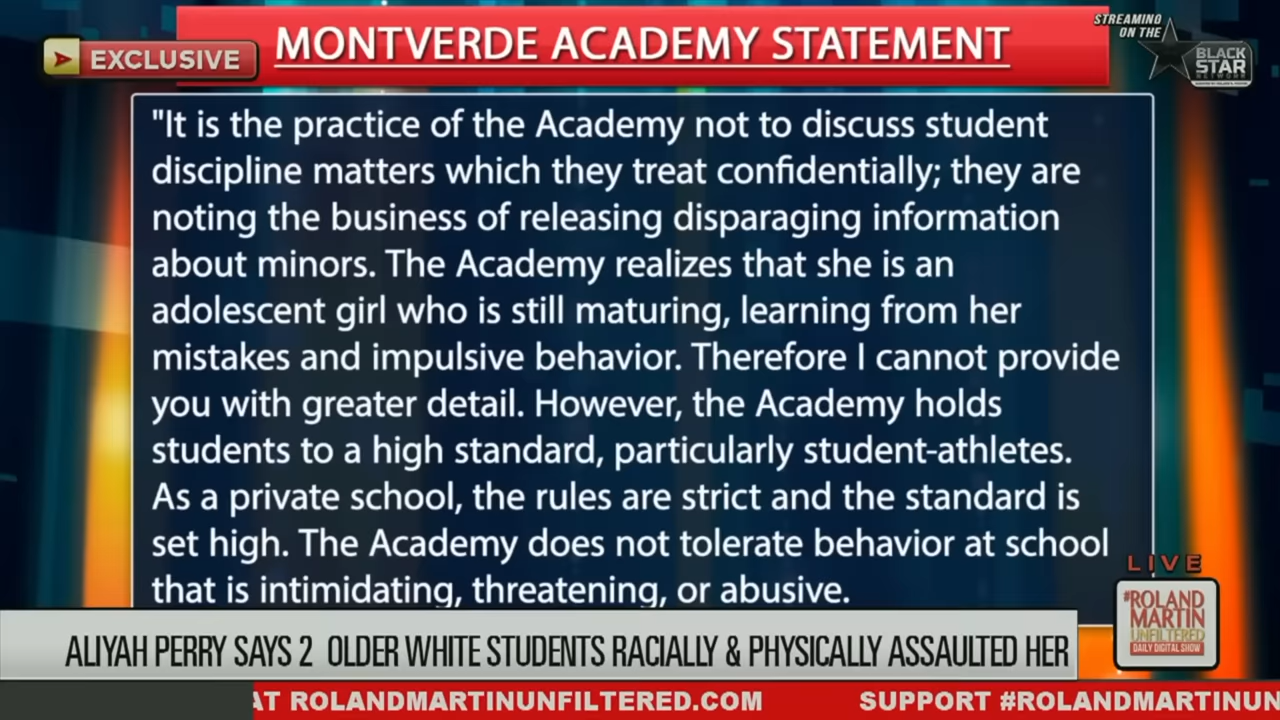 STREAMING
ON THE
BLACK
STAR
NETWORK
EXCLUSIVE
MONTVERDE ACADEMY STATEMENT
"It is the practice of the Academy not to discuss student
discipline matters which they treat confidentially; they are
noting the business of releasing disparaging information
about minors. The Academy realizes that she is an
adolescent girl who is still maturing, learning from her
mistakes and impulsive behavior. Therefore I cannot provide
you with greater detail. However, the Academy holds
students to a high standard, particularly student-athletes.
As a private school, the rules are strict and the standard is
set high. The Academy does not tolerate behavior at school
that is intimidating, threatening, or abusive.
LIVE
#ROLAND
MARTIN
UNFILTERED
DAILY DIGITAL SHOW
ALIYAH PERRY SAYS 2 OLDER WHITE STUDENTS RACIALLY & PHYSICALLY ASSAULTED HER
AT ROLANDMARTINUNFILTERED.COM SUPPORT #ROLANDMARTINUN